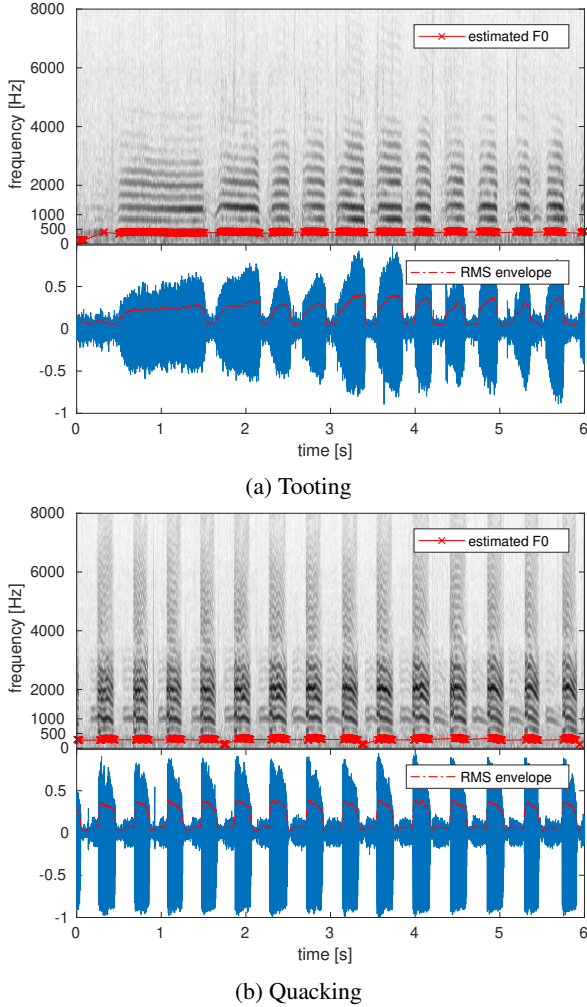 8000
6000
4000
2000
1000
500
0
frequency [Hz]
estimated F0
0.5
0
-0.5
-1
RMS envelope
0 1 2 3 4 5 6
time [s]
(a) Tooting
8000
6000
4000
2000
1000
500
0
frequency [Hz]
estimated F0
0.5
0
-0.5
-1
RMS envelope
0 1 2 3 4 5 6
time [s]
(b) Quacking